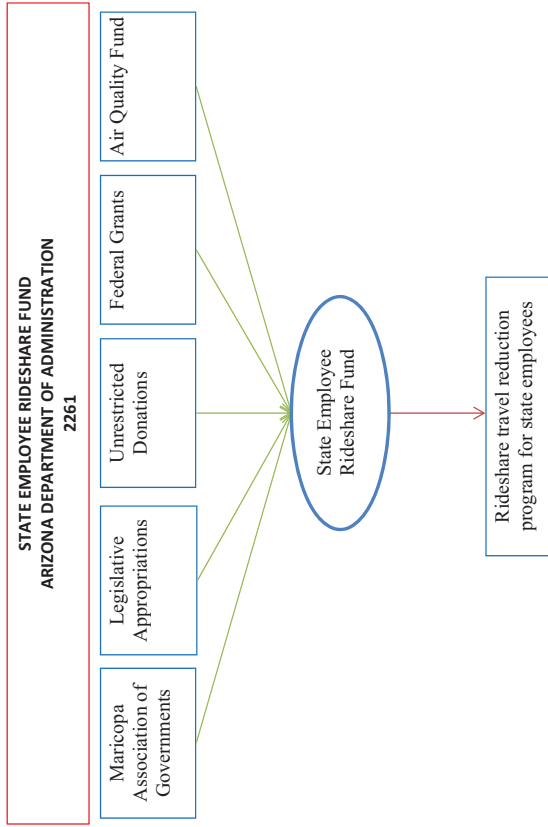 STATE EMPLOYEE RIDESHARE FUND
ARIZONA DEPARTMENT OF ADMINISTRATION
2261
Maricopa
Association of
Governments
Legislative
Appropriations
Unrestricted
Donations
Federal Grants
Air Quality Fund
State Employee
Rideshare Fund
Rideshare travel reduction
program for state employees